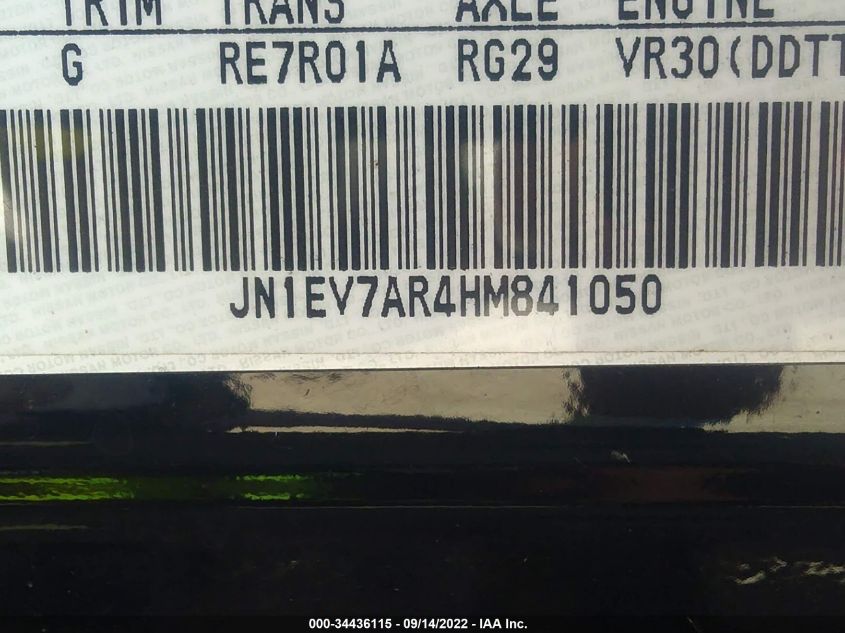 TRIM TRANS AXLE ENGINE
G RE7R01A RG29 VR30(DDTT
JN1EV7AR4HM841050
000-34436115 - 09/14/2022 - IAA Inc.